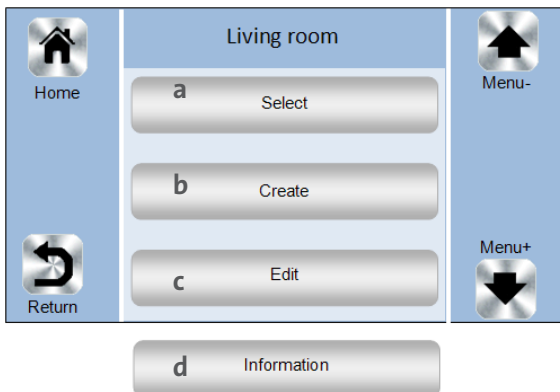 Living room
Home
Menu-
a
Select
b
Create
Menu+
c
Edit
Return
d
Information